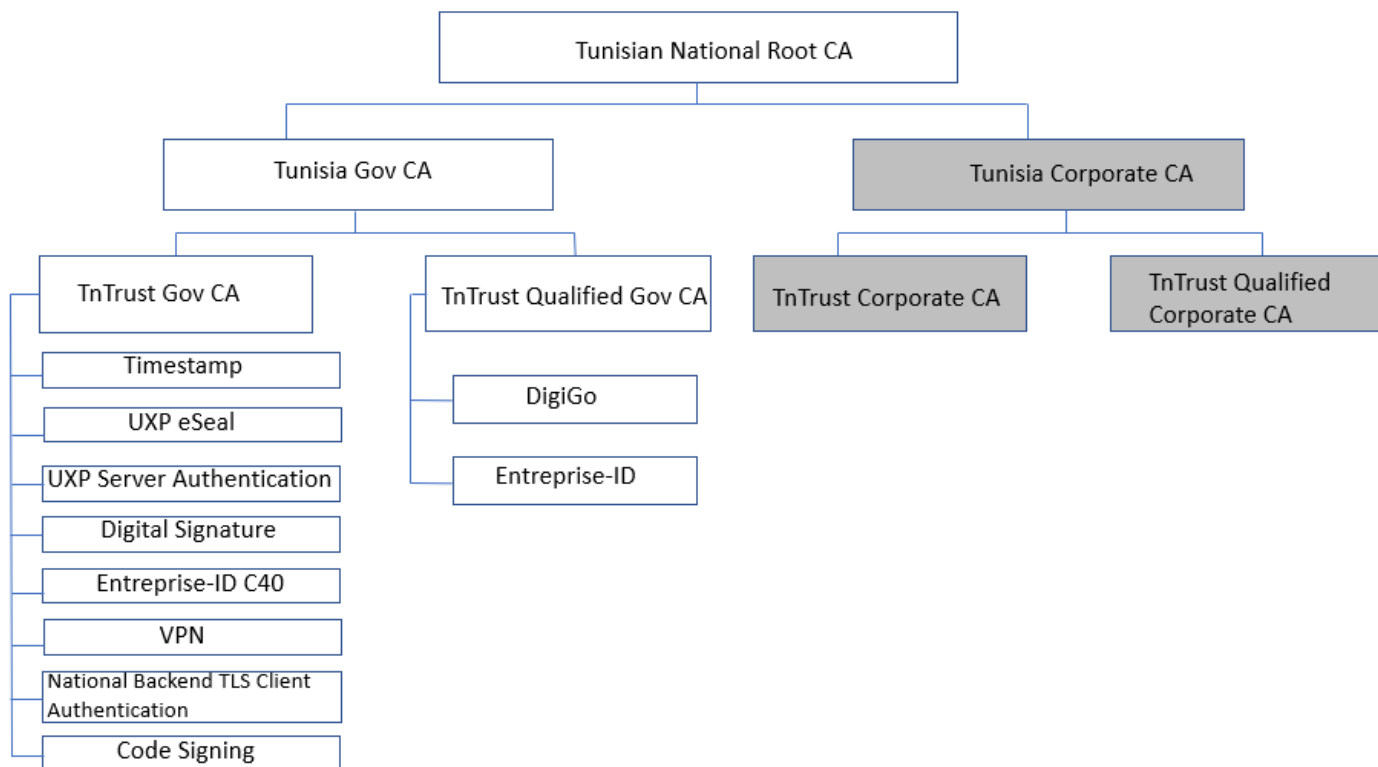 Tunisian National Root CA
Tunisia Gov CA
Tunisia Corporate CA
TnTrust Gov CA
TnTrust Qualified Gov CA
TnTrust Corporate CA
TnTrust Qualified
Corporate CA
Timestamp
UXP eSeal
UXP Server Authentication
Digital Signature
Entreprise-ID C40
VPN
National Backend TLS Client
Authentication
Code Signing
DigiGo
Entreprise-ID